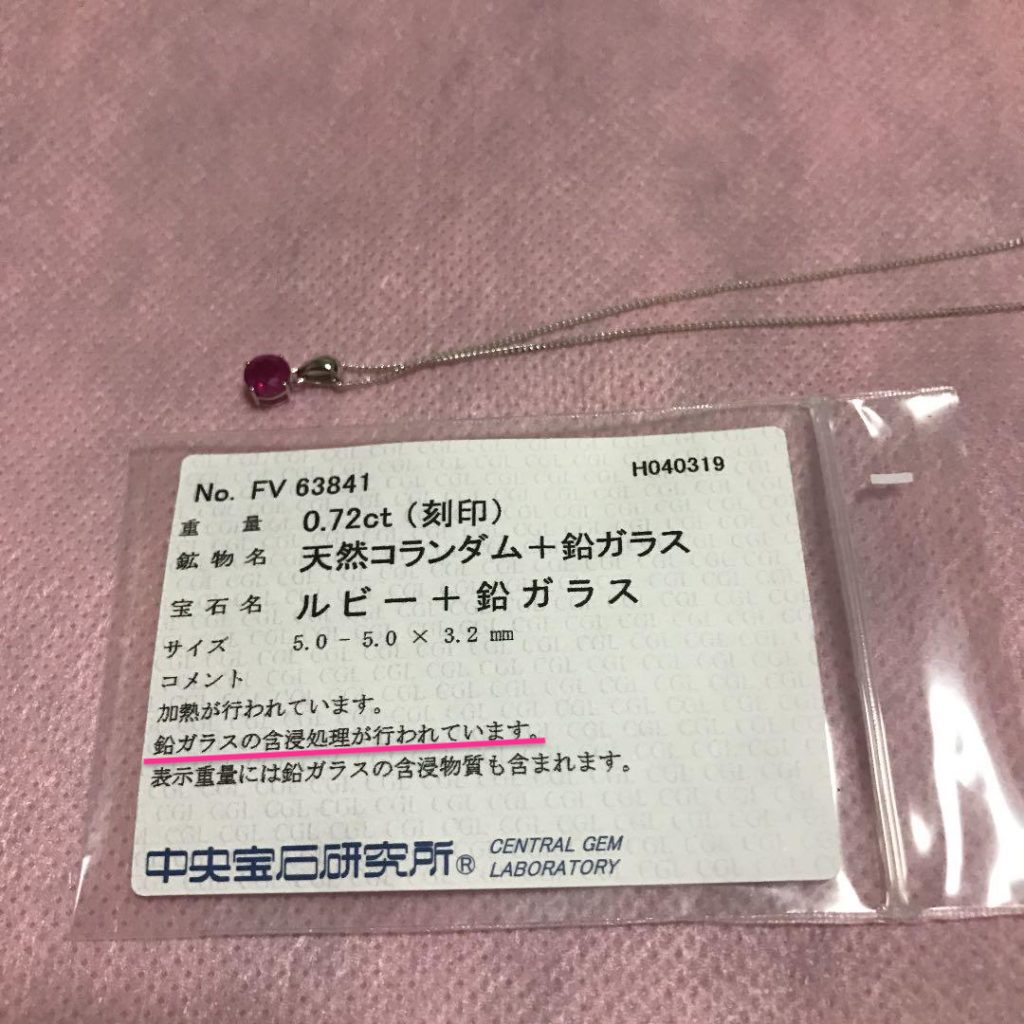 No. FV 63841
H040319
重 量 0.72ct (刻印)
鉱物名 天然コランダム＋鉛ガラス
宝石名 ルビー＋鉛ガラス
サイズ 5.0 - 5.0 × 3.2 mm
コメント
加熱が行われています。
鉛ガラスの含浸処理が行われています。
表示重量には鉛ガラスの含浸物質も含まれます。
中央宝石研究所® CENTRAL GEM
LABORATORY